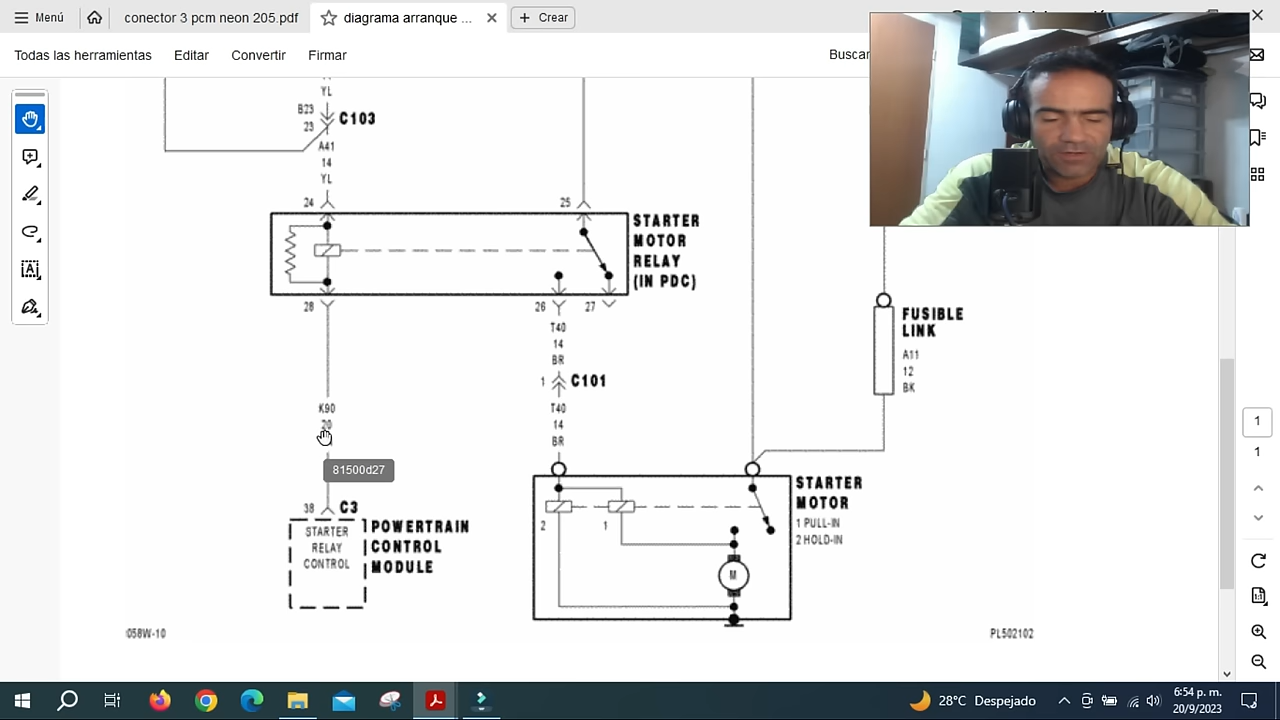 Menú
conector 3 pcm neon 205.pdf
diagrama arranque ...
Crear
Todas las herramientas
Editar
Convertir
Firmar
Buscar
YL
B23
23
C103
A41
14
YL
24
25
STARTER
MOTOR
RELAY
(IN PDC)
28
26
27
T40
14
BR
1
C101
T40
14
BR
FUSIBLE
LINK
A11
12
BK
K90
20
81500d27
38
C3
STARTER
RELAY
CONTROL
POWERTRAIN
CONTROL
MODULE
STARTER
MOTOR
1 PULL-IN
2 HOLD-IN
2
1
M
058W-10
PL502102
1
1
28°C Despejado
6:54 p. m.
20/9/2023